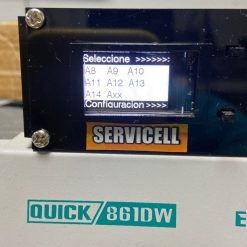 Seleccione >>>>>>:
A8 A9 A10
A11 A12 A13
A14 Axx
Configuracion >>>>:
SERVICELL
QUICK 861DW
E